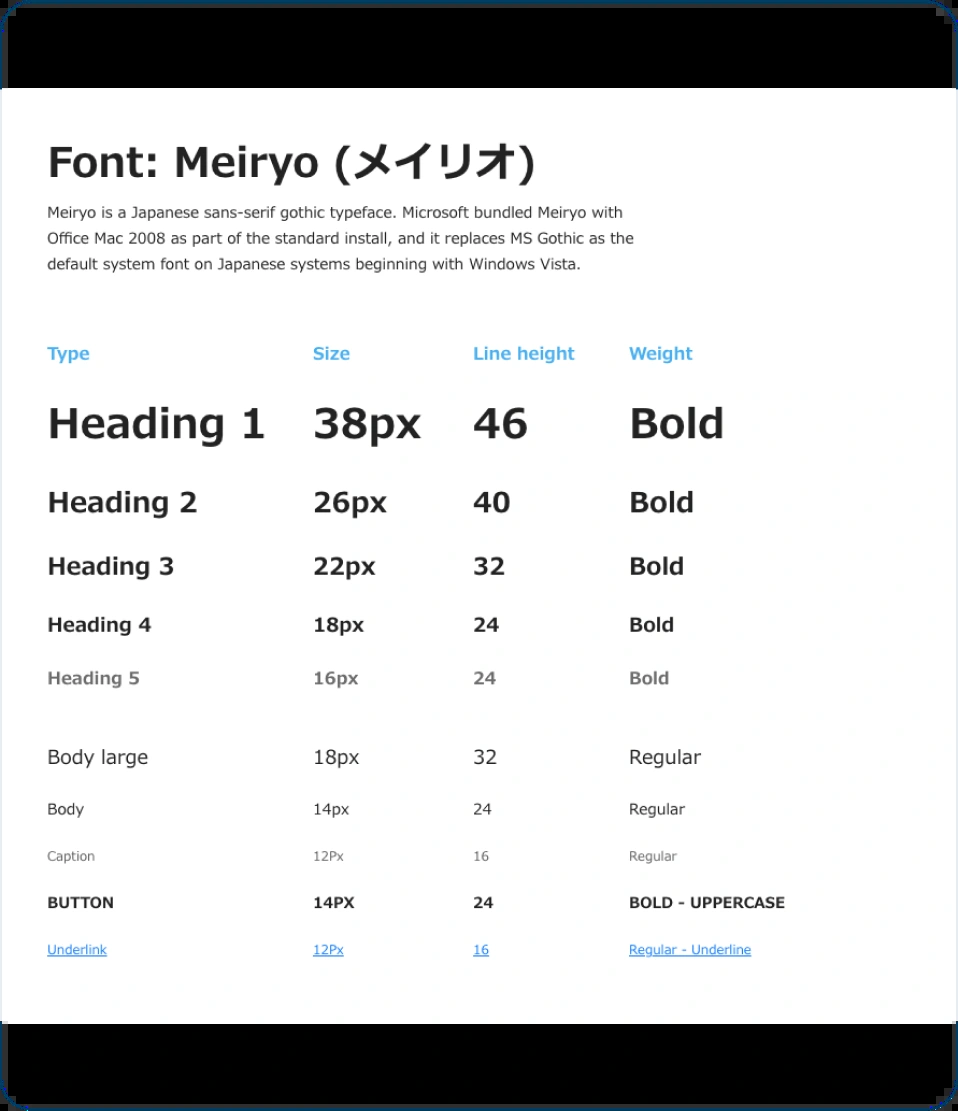 Font: Meiryo (メイリオ)
Meiryo is a Japanese sans-serif gothic typeface. Microsoft bundled Meiryo with
Office Mac 2008 as part of the standard install, and it replaces MS Gothic as the
default system font on Japanese systems beginning with Windows Vista.
Type Size Line height Weight
Heading 1 38px 46 Bold
Heading 2 26px 40 Bold
Heading 3 22px 32 Bold
Heading 4 18px 24 Bold
Heading 5 16px 24 Bold
Body large 18px 32 Regular
Body 14px 24 Regular
Caption 12Px 16 Regular
BUTTON 14PX 24 BOLD - UPPERCASE
Underlink 12Px 16 Regular - Underline